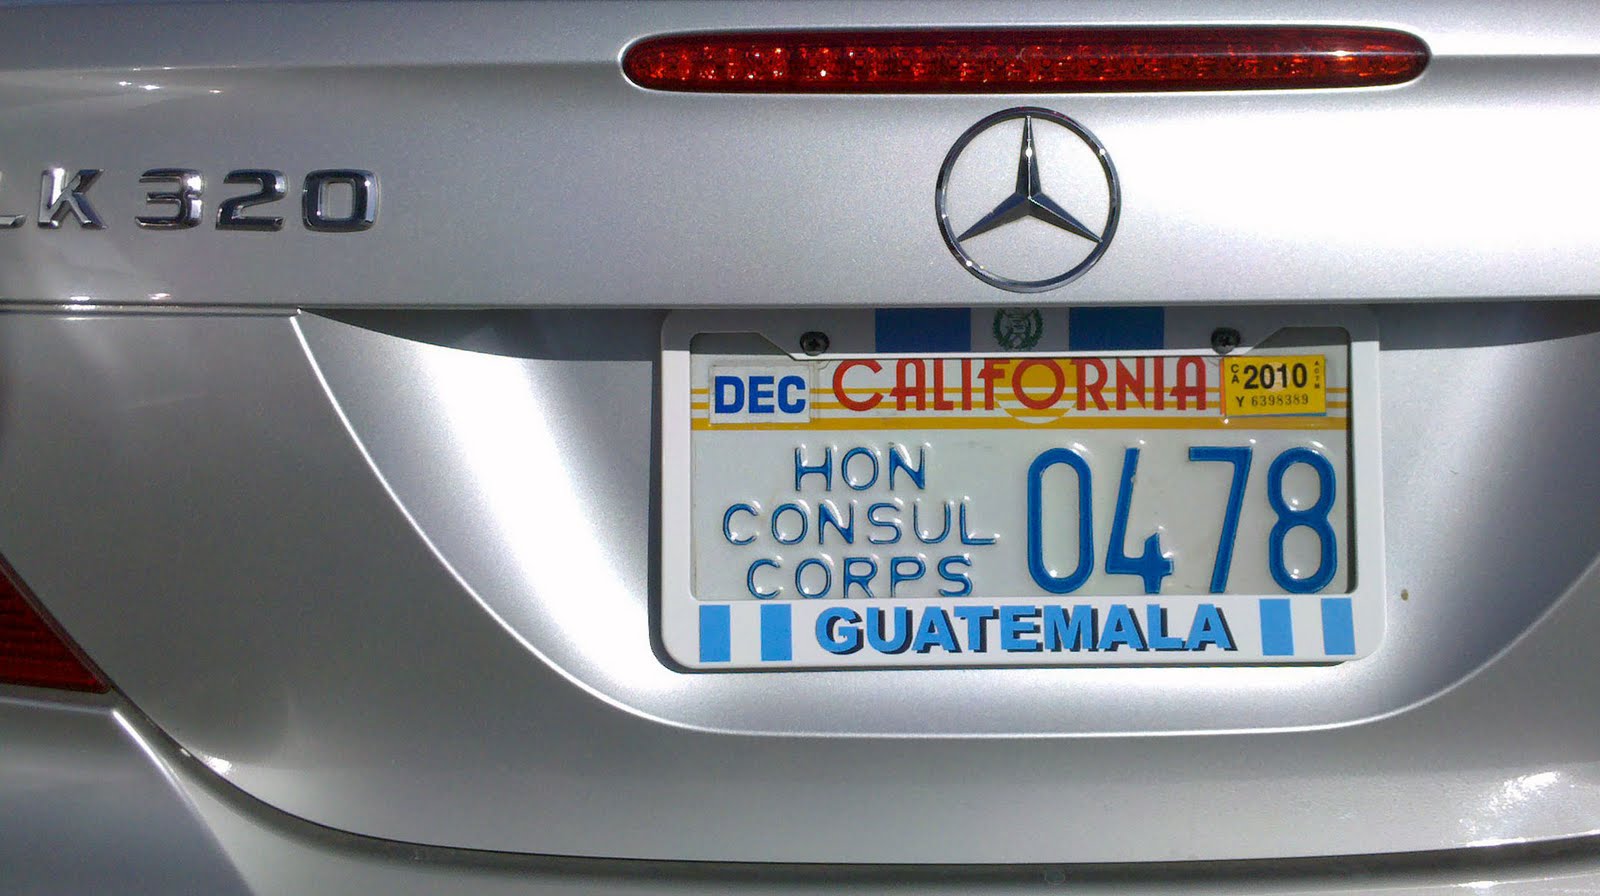 LK 320
DEC CALIFORNIA CA 2010
Y 6398389
HON
CONSUL
CORPS
0478
GUATEMALA